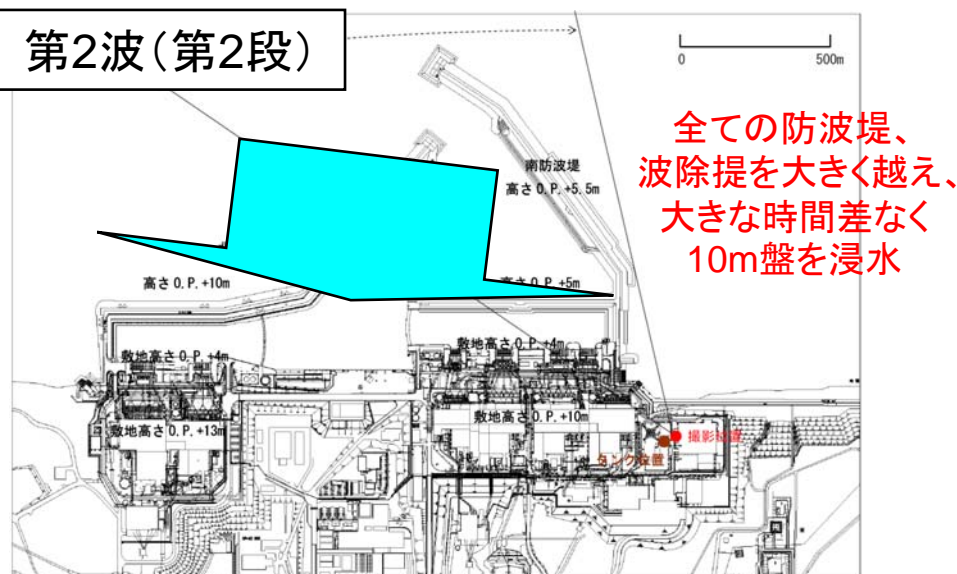 第2波（第2段）
0 500m
全ての防波堤、
波除提を大きく越え、
大きな時間差なく
10m盤を浸水
南防波堤
高さ O.P.+5.5m
高さ O.P.+10m
高さ O.P.+5m
敷地高さ O.P.+4m
敷地高さ O.P.+4m
敷地高さ O.P.+10m
敷地高さ O.P.+13m
撮影位置
タンク位置